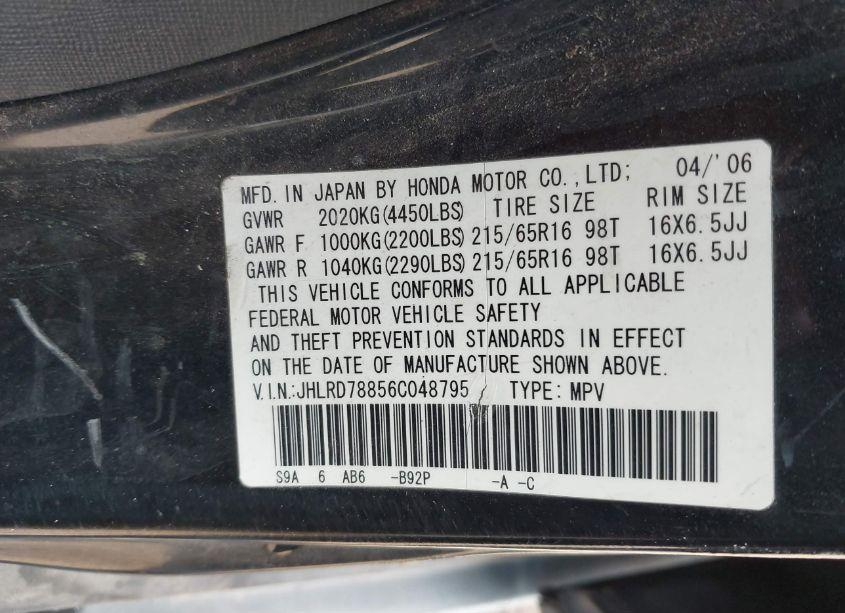 MFD. IN JAPAN BY HONDA MOTOR CO.,LTD; 04/'06
GVWR 2020KG(4450LBS) TIRE SIZE RIM SIZE
GAWR F 1000KG(2200LBS) 215/65R16 98T 16X6.5JJ
GAWR R 1040KG(2290LBS) 215/65R16 98T 16X6.5JJ
THIS VEHICLE CONFORMS TO ALL APPLICABLE
FEDERAL MOTOR VEHICLE SAFETY
AND THEFT PREVENTION STANDARDS IN EFFECT
ON THE DATE OF MANUFACTURE SHOWN ABOVE.
V.I.N.:JHLRD78856C048795 TYPE: MPV
S9A 6 AB6 -B92P -A -C